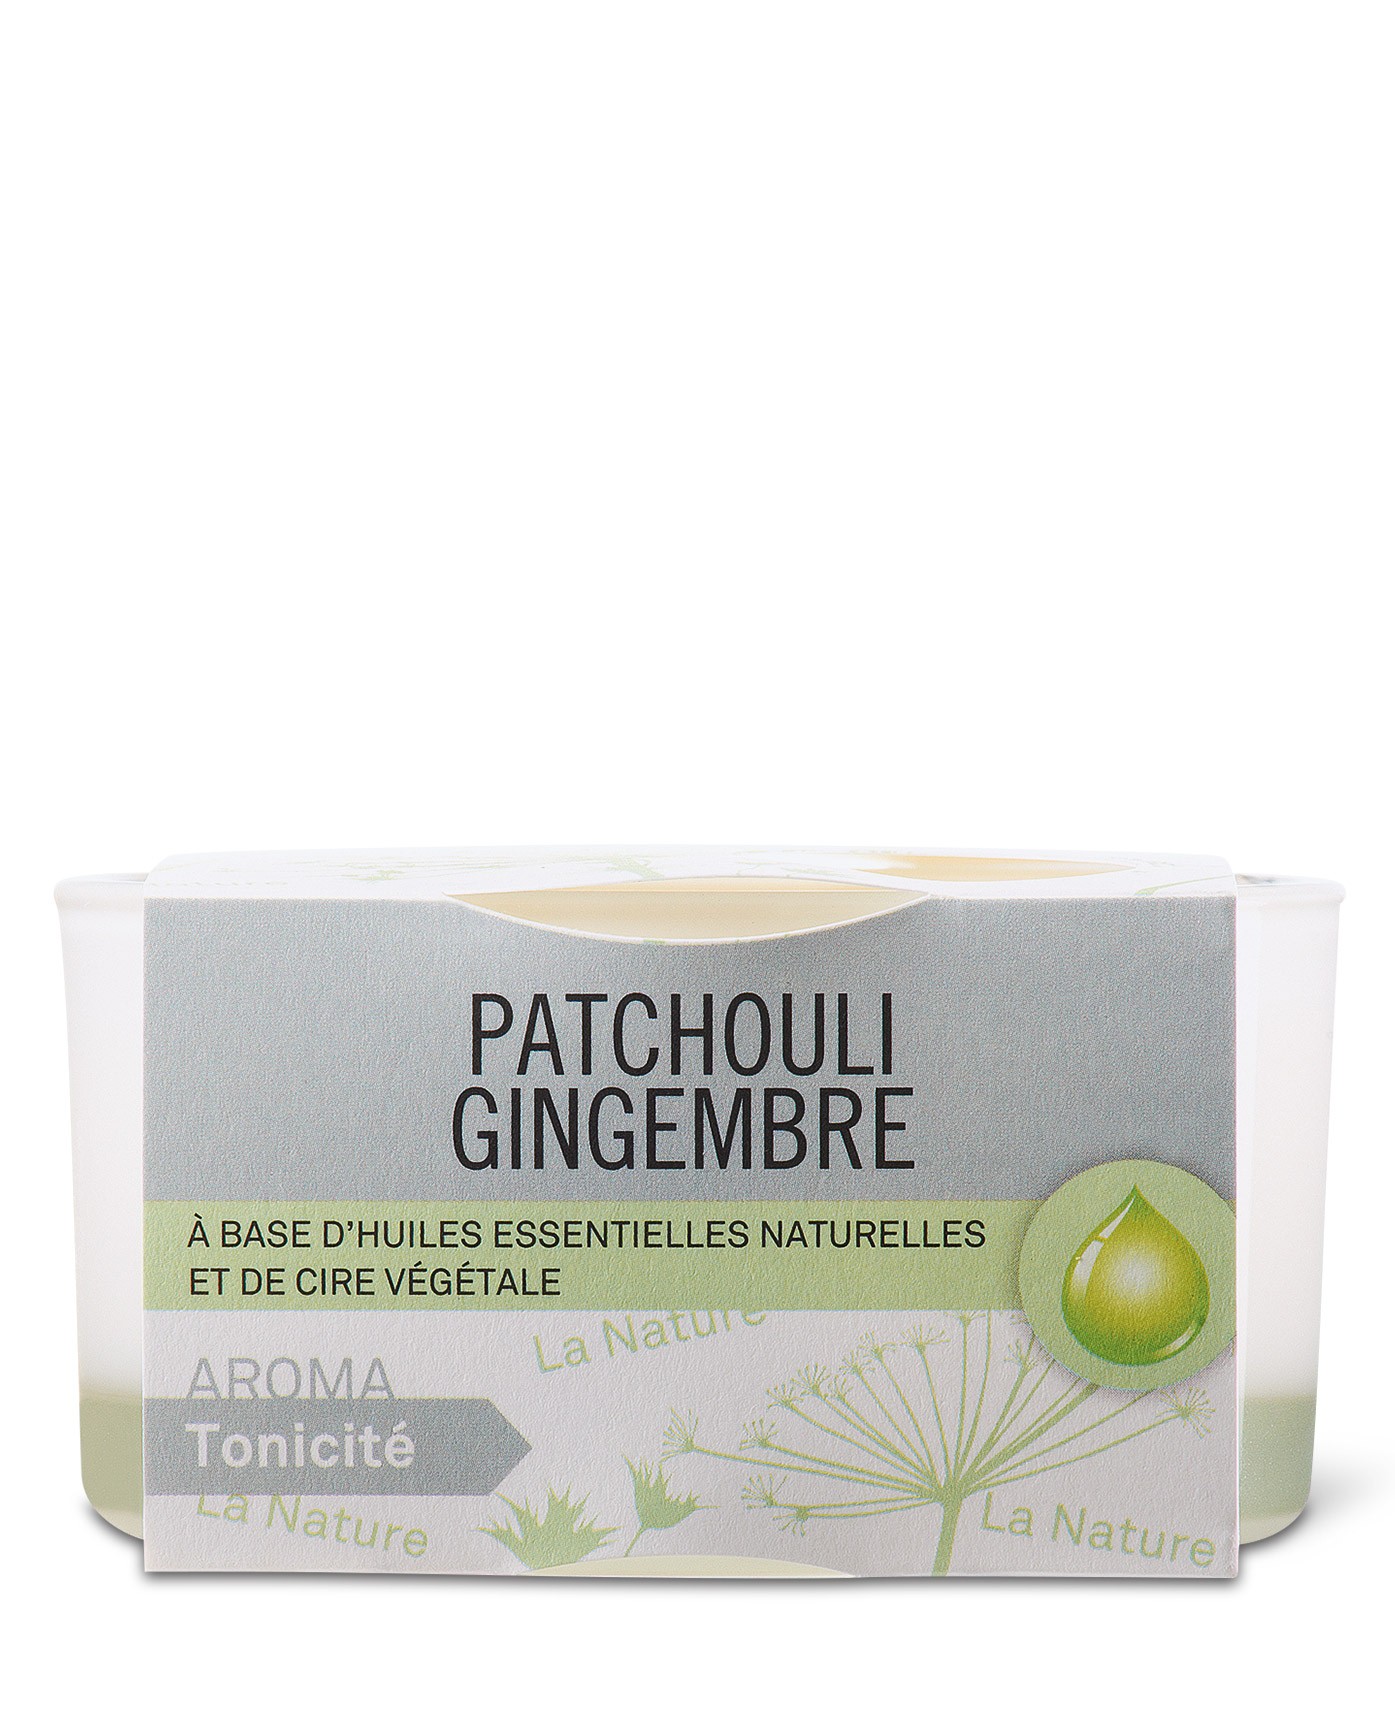 PATCHOULI
GINGEMBRE
À BASE D'HUILES ESSENTIELLES NATURELLES
ET DE CIRE VÉGÉTALE
La Nature
AROMA
Tonicité
La Nature
La Nature